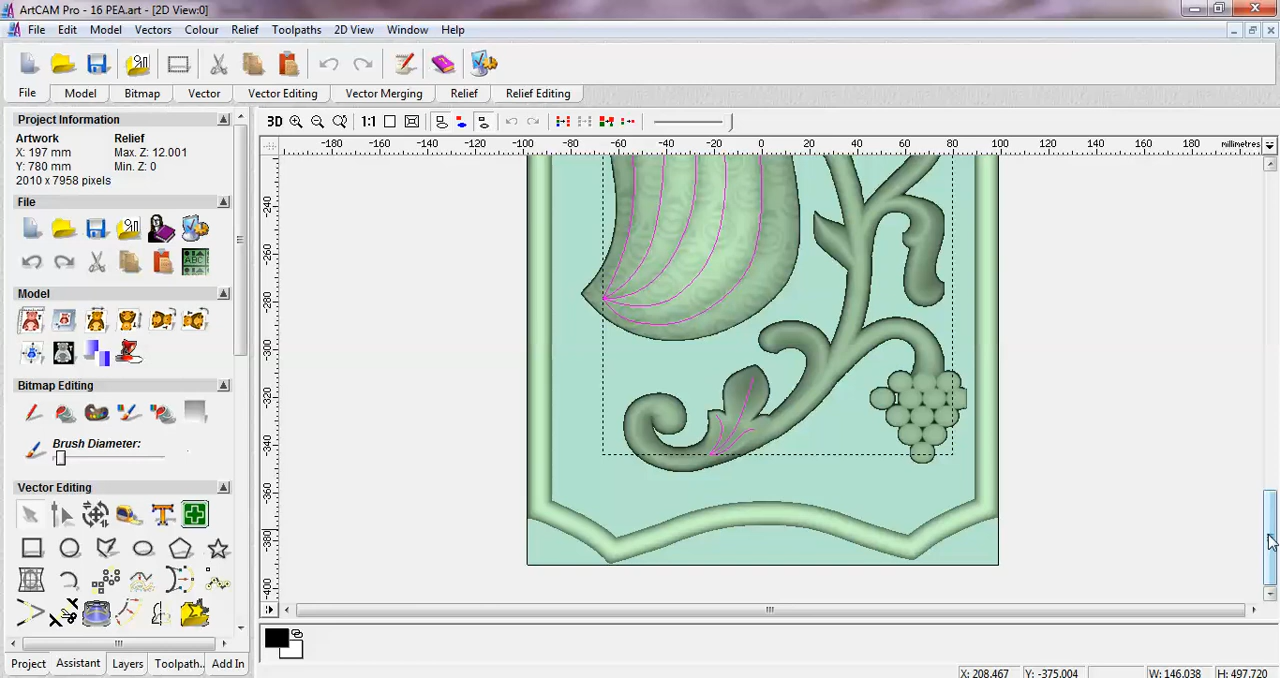 ArtCAM Pro - 16 PEA.art - [2D View:0]
File Edit Model Vectors Colour Relief Toolpaths 2D View Window Help
File Model Bitmap Vector Vector Editing Vector Merging Relief Relief Editing
Project Information
Artwork Relief
X: 197 mm Max. Z: 12.001
Y: 780 mm Min. Z: 0
2010 x 7958 pixels
File
Model
Bitmap Editing
Brush Diameter:
Vector Editing
Project Assistant Layers Toolpath.. Add In
3D 1:1
-180 -160 -140 -120 -100 -80 -60 -40 -20 0 20 40 60 80 100 120 140 160 180 millimetres
-240
-260
-280
-300
-320
-340
-360
-380
-400
X: 208.467 Y: -375.004 W: 146.038 H: 497.720